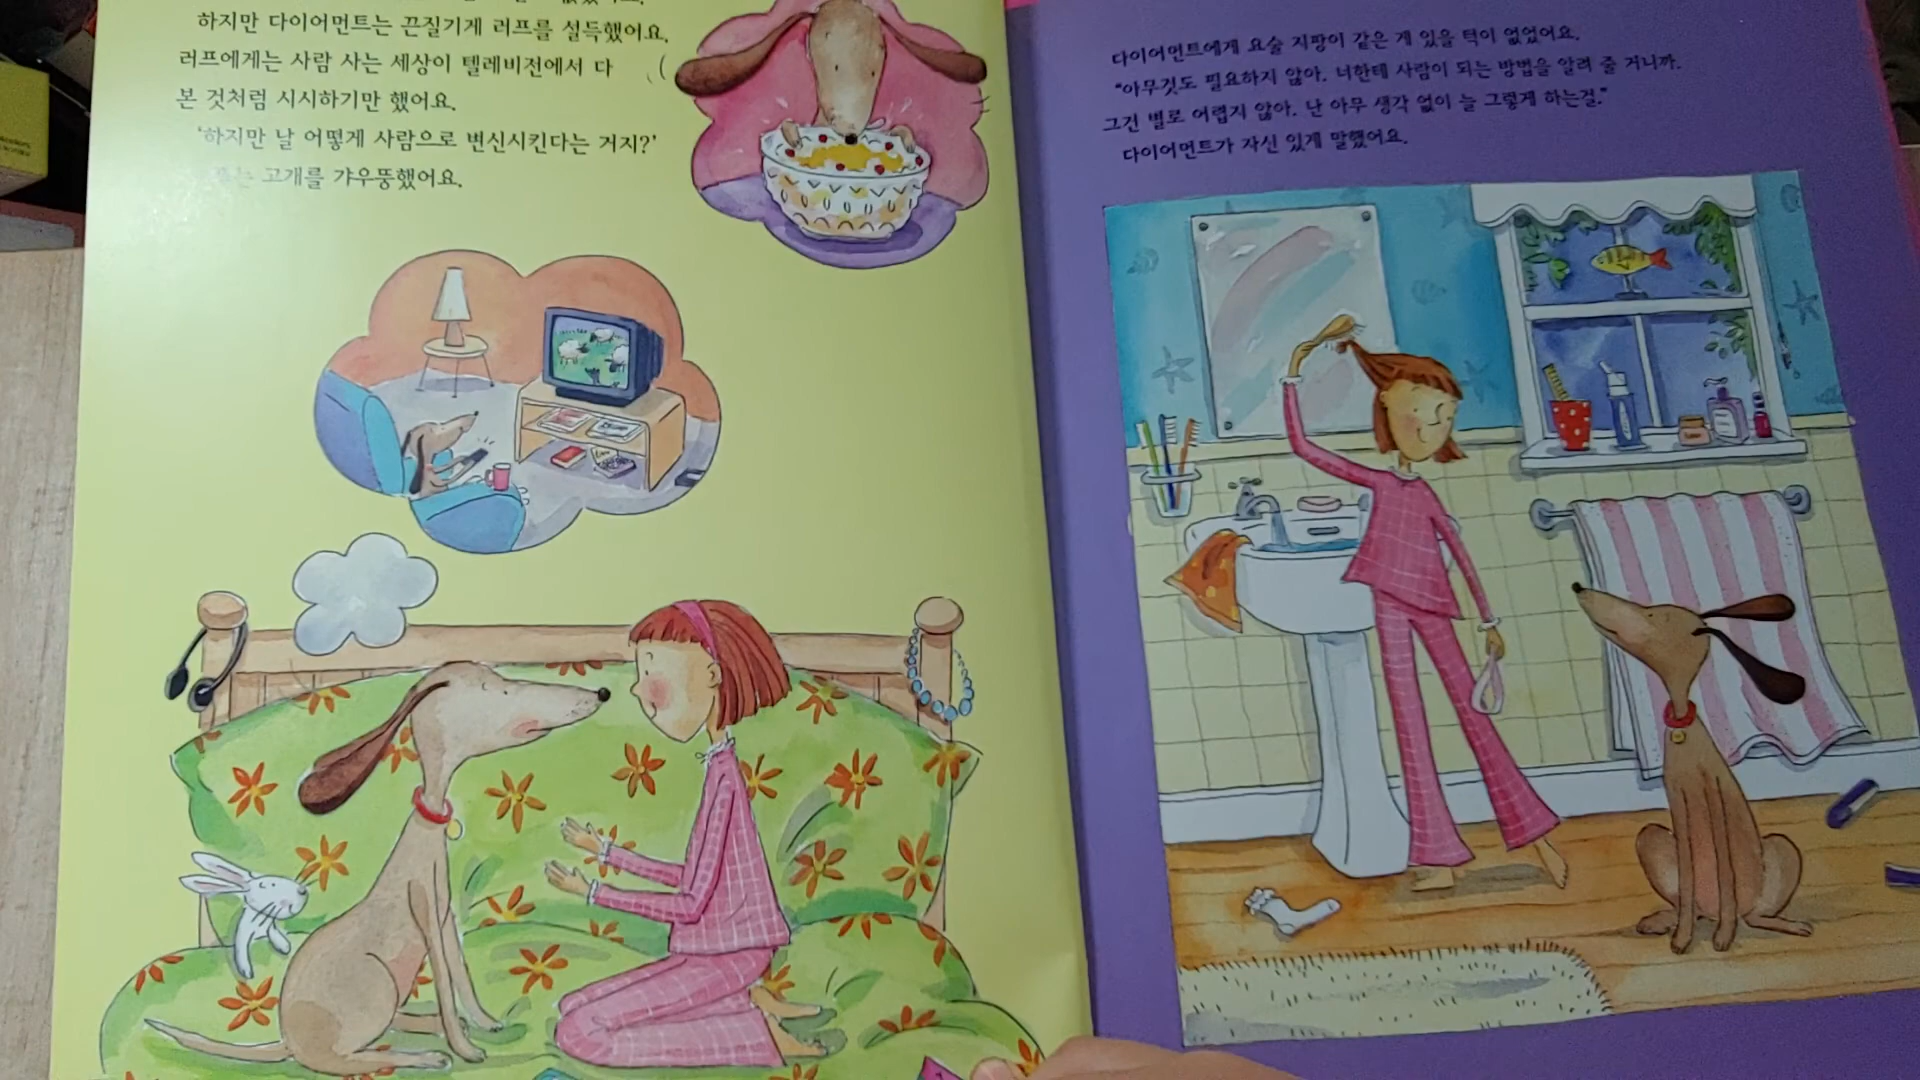 하지만 다이어먼트는 끈질기게 러프를 설득했어요.
러프에게는 사람 사는 세상이 텔레비전에서 다
본 것처럼 시시하기만 했어요.
‘하지만 날 어떻게 사람으로 변신시킨다는 거지?’
고개를 갸우뚱했어요.
다이어먼트에게 요술 지팡이 같은 게 있을 턱이 없었어요.
“아무것도 필요하지 않아. 너한테 사람이 되는 방법을 알려 줄 거니까.
그건 별로 어렵지 않아. 난 아무 생각 없이 늘 그렇게 하는걸.”
다이어먼트가 자신 있게 말했어요.